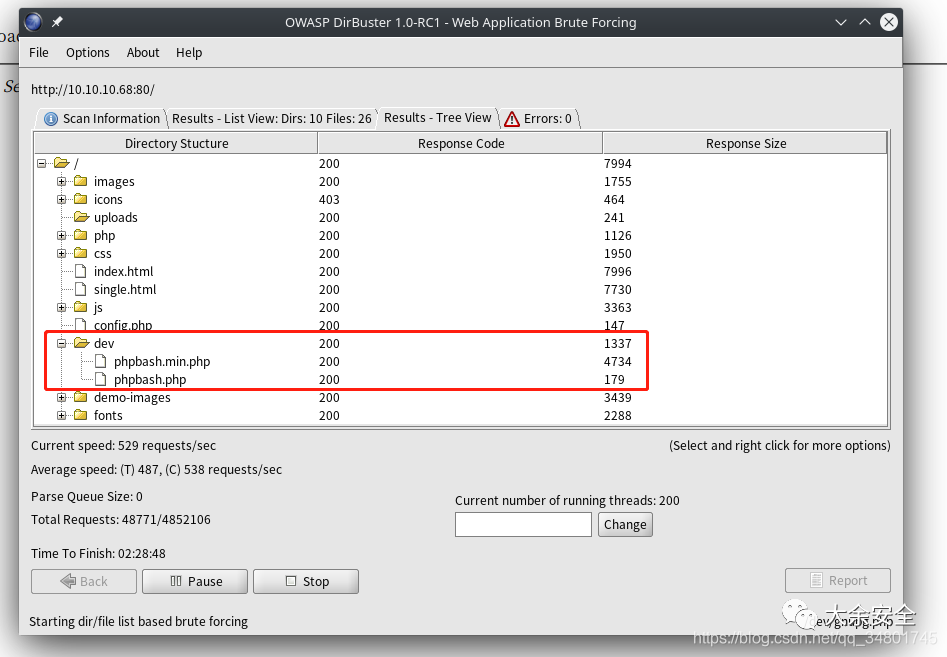 OWASP DirBuster 1.0-RC1 - Web Application Brute Forcing
File Options About Help
http://10.10.10.68:80/
Scan Information Results - List View: Dirs: 10 Files: 26 Results - Tree View Errors: 0
Directory Stucture Response Code Response Size
/ 200 7994
images 200 1755
icons 403 464
uploads 200 241
php 200 1126
css 200 1950
index.html 200 7996
single.html 200 7730
js 200 3363
config.php 200 147
dev 200 1337
phpbash.min.php 200 4734
phpbash.php 200 179
demo-images 200 3439
fonts 200 2288
Current speed: 529 requests/sec (Select and right click for more options)
Average speed: (T) 487, (C) 538 requests/sec
Parse Queue Size: 0
Current number of running threads: 200
Total Requests: 48771/4852106
Change
Time To Finish: 02:28:48
Back Pause Stop Report
Starting dir/file list based brute forcing
大余安全
https://blog.csdn.net/qq_34801745